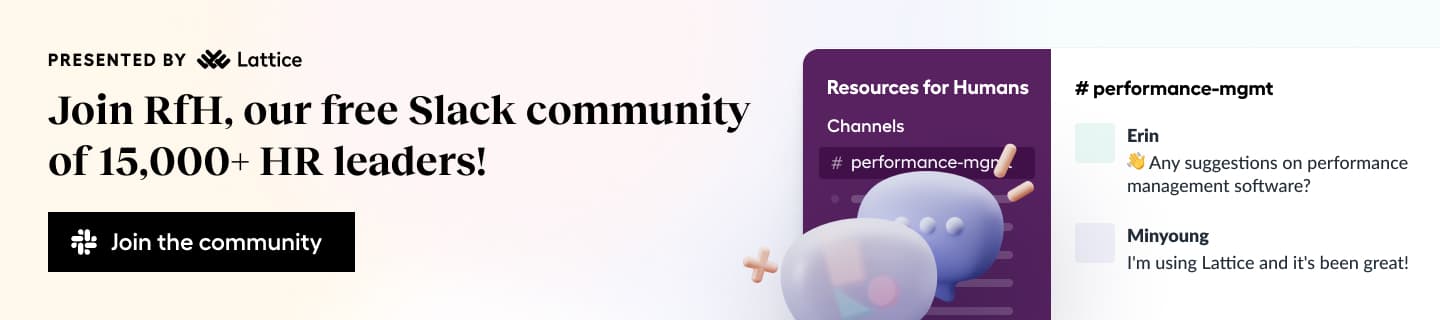 PRESENTED BY Lattice
Join RfH, our free Slack community
of 15,000+ HR leaders!
Join the community
Resources for Humans
Channels
# performance-mgm
# performance-mgmt
Erin
👋 Any suggestions on performance
management software?
Minyoung
I'm using Lattice and it's been great!